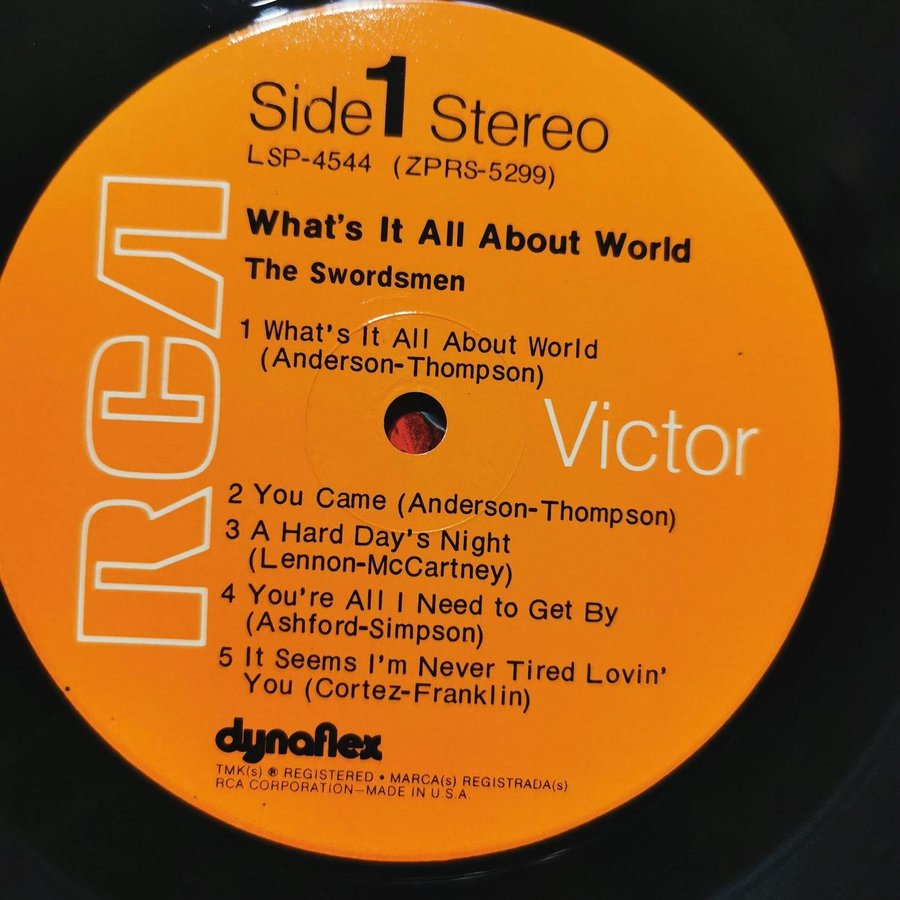 Side 1 Stereo
LSP-4544 (ZPRS-5299)
What's It All About World
The Swordsmen
1 What's It All About World
(Anderson-Thompson)
RCA
Victor
2 You Came (Anderson-Thompson)
3 A Hard Day's Night
(Lennon-McCartney)
4 You're All I Need to Get By
(Ashford-Simpson)
5 It Seems I'm Never Tired Lovin'
You (Cortez-Franklin)
dynaflex
TMK(s) ® REGISTERED • MARCA(s) REGISTRADA(s)
RCA CORPORATION—MADE IN U.S.A.